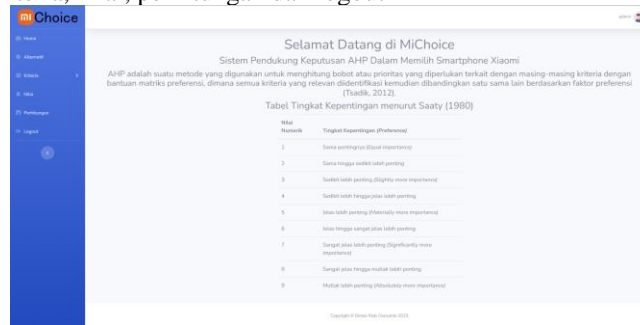 mi Choice
admin
Home
Alternatif
Kriteria
Nilai
Perhitungan
Logout
Selamat Datang di MiChoice
Sistem Pendukung Keputusan AHP Dalam Memilih Smartphone Xiaomi
AHP adalah suatu metode yang digunakan untuk menghitung bobot atau prioritas yang diperlukan terkait dengan masing-masing kriteria dengan
bantuan matriks preferensi, dimana semua kriteria yang relevan diidentifikasi kemudian dibandingkan satu sama lain berdasarkan faktor preferensi
(Tsadik, 2012).
Tabel Tingkat Kepentingan menurut Saaty (1980)
Nilai
Numerik Tingkat Kepentingan (Preference)
1 Sama pentingnya (Equal importance)
2 Sama hingga sedikit lebih penting
3 Sedikit lebih penting (Slightly more importance)
4 Sedikit lebih hingga jelas lebih penting
5 Jelas lebih penting (Materially more importance)
6 Jelas hingga sangat jelas lebih penting
7 Sangat jelas lebih penting (Significantly more
importance)
8 Sangat jelas hingga mutlak lebih penting
9 Mutlak lebih penting (Absolutely more importance)
Copyright ©